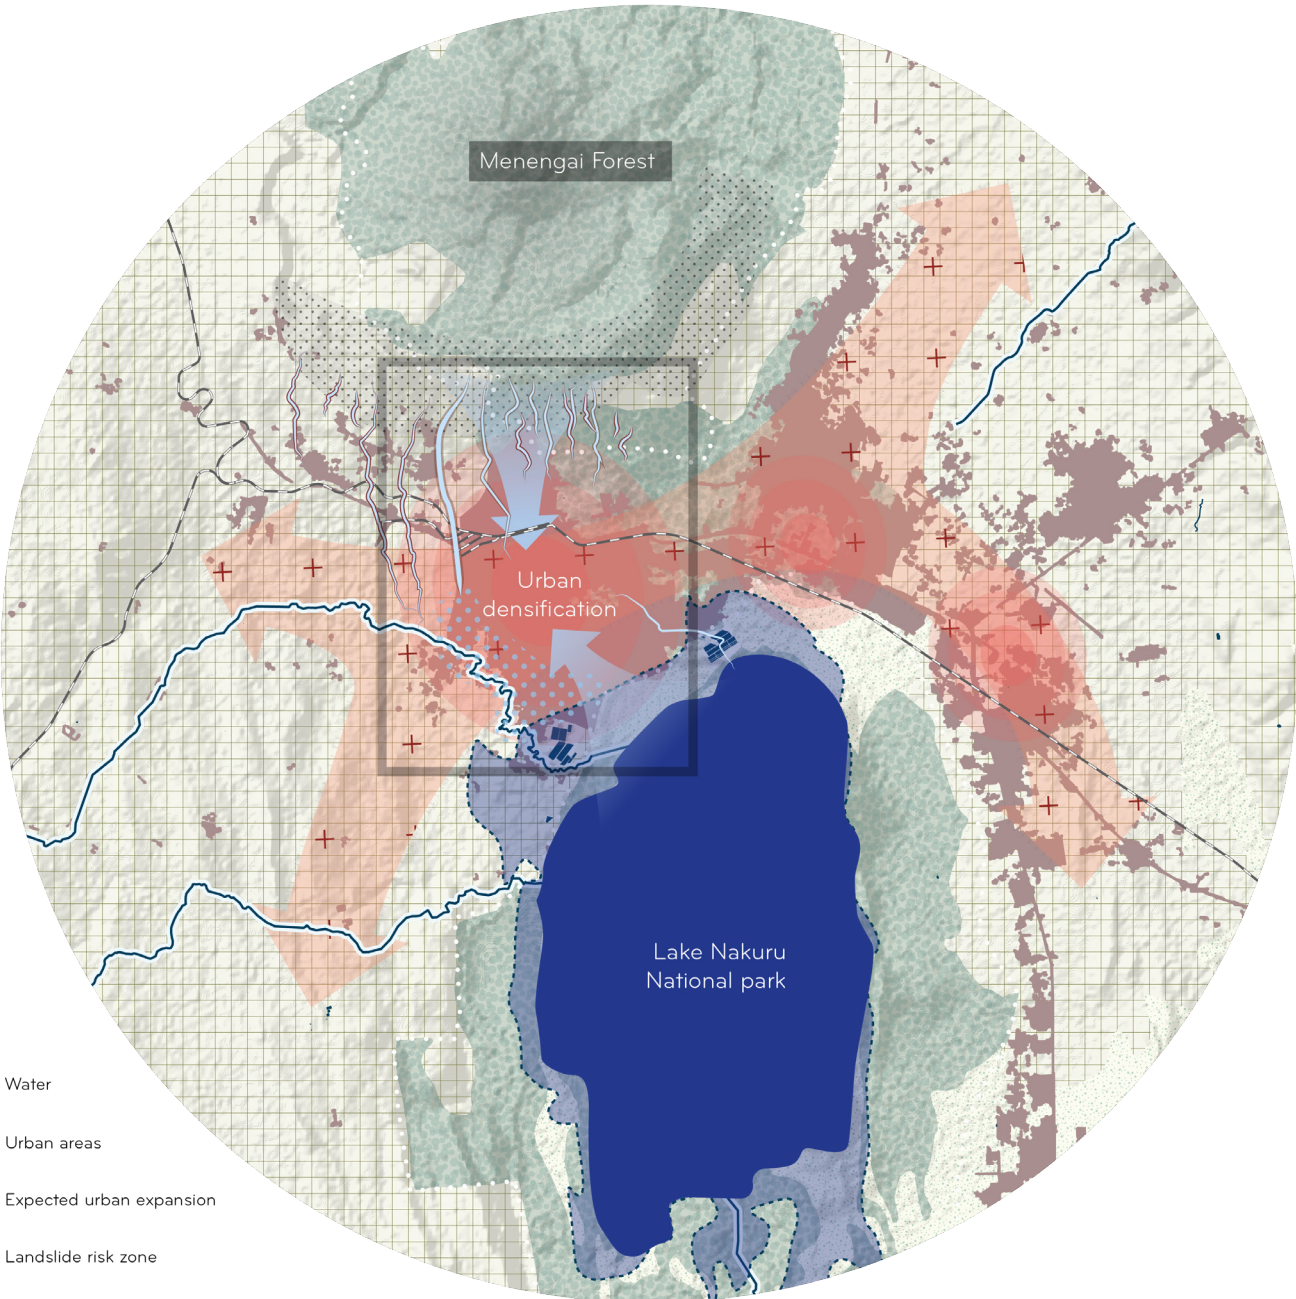 Menengai Forest
Urban
densification
Lake Nakuru
National park
Water
Urban areas
Expected urban expansion
Landslide risk zone